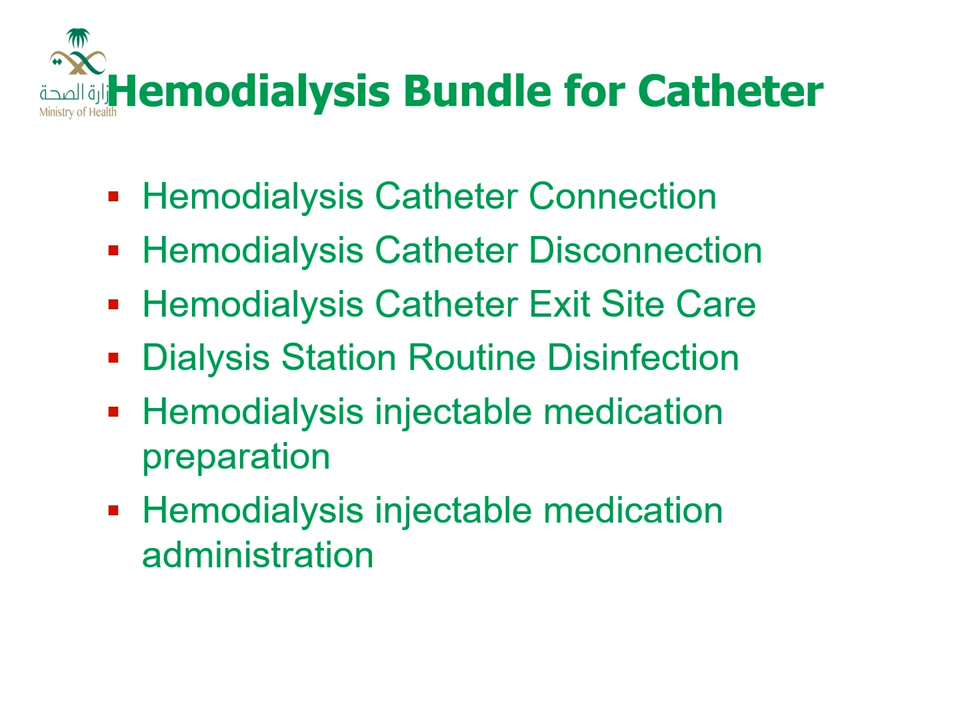 وزارة الصحة
Ministry of Health
Hemodialysis Bundle for Catheter
▪ Hemodialysis Catheter Connection
▪ Hemodialysis Catheter Disconnection
▪ Hemodialysis Catheter Exit Site Care
▪ Dialysis Station Routine Disinfection
▪ Hemodialysis injectable medication
preparation
▪ Hemodialysis injectable medication
administration